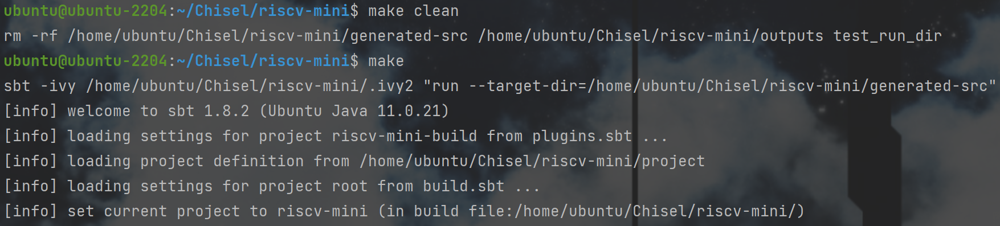 ubuntu@ubuntu-2204:~/Chisel/riscv-mini$ make clean
rm -rf /home/ubuntu/Chisel/riscv-mini/generated-src /home/ubuntu/Chisel/riscv-mini/outputs test_run_dir
ubuntu@ubuntu-2204:~/Chisel/riscv-mini$ make
sbt -ivy /home/ubuntu/Chisel/riscv-mini/.ivy2 "run --target-dir=/home/ubuntu/Chisel/riscv-mini/generated-src"
[info] welcome to sbt 1.8.2 (Ubuntu Java 11.0.21)
[info] loading settings for project riscv-mini-build from plugins.sbt ...
[info] loading project definition from /home/ubuntu/Chisel/riscv-mini/project
[info] loading settings for project root from build.sbt ...
[info] set current project to riscv-mini (in build file:/home/ubuntu/Chisel/riscv-mini/)